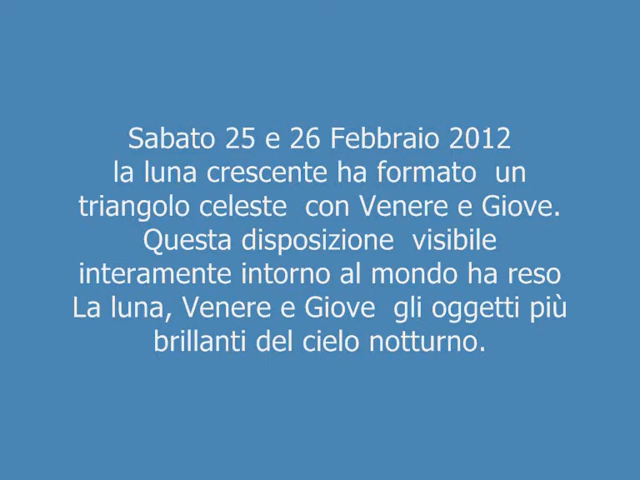 Sabato 25 e 26 Febbraio 2012
la luna crescente ha formato  un
triangolo celeste  con Venere e Giove.
Questa disposizione  visibile
interamente intorno al mondo ha reso
La luna, Venere e Giove  gli oggetti più
brillanti del cielo notturno.